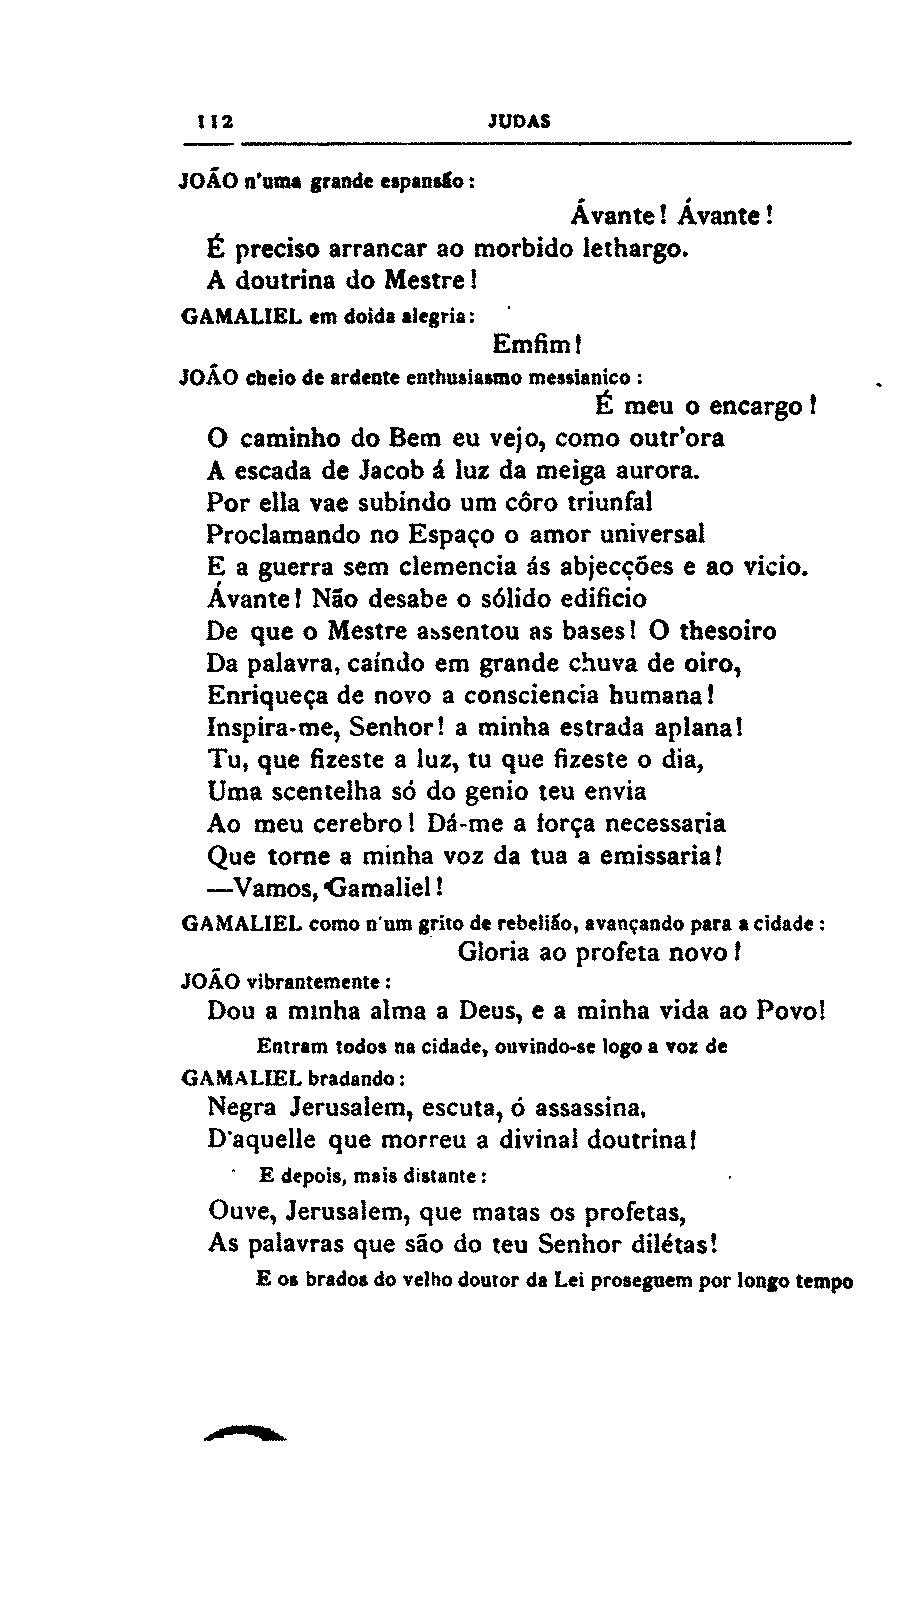 112 JUDAS
JOÃO n'uma grande espansão :
Ávante ! Ávante !
É preciso arrancar ao morbido lethargo.
A doutrina do Mestre !
GAMALIEL em doida alegria :
Emfim !
JOÃO cheio de ardente enthusiasmo messianico :
É meu o encargo !
O caminho do Bem eu vejo, como outr'ora
A escada de Jacob á luz da meiga aurora.
Por ella vae subindo um côro triunfal
Proclamando no Espaço o amor universal
E a guerra sem clemencia ás abjecções e ao vicio.
Ávante ! Não desabe o sólido edificio
De que o Mestre assentou as bases ! O thesoiro
Da palavra, caíndo em grande chuva de oiro,
Enriqueça de novo a consciencia humana !
Inspira-me, Senhor ! a minha estrada aplana !
Tu, que fizeste a luz, tu que fizeste o dia,
Uma scentelha só do genio teu envia
Ao meu cerebro ! Dá-me a força necessaria
Que torne a minha voz da tua a emissaria !
—Vamos, Gamaliel !
GAMALIEL como n'um grito de rebelião, avançando para a cidade :
Gloria ao profeta novo !
JOÃO vibrantemente :
Dou a minha alma a Deus, e a minha vida ao Povo!
Entram todos na cidade, ouvindo-se logo a voz de
GAMALIEL bradando :
Negra Jerusalem, escuta, ó assassina,
D'aquelle que morreu a divinal doutrina !
E depois, mais distante :
Ouve, Jerusalem, que matas os profetas,
As palavras que são do teu Senhor dilétas!
E os brados do velho doutor da Lei proseguem por longo tempo